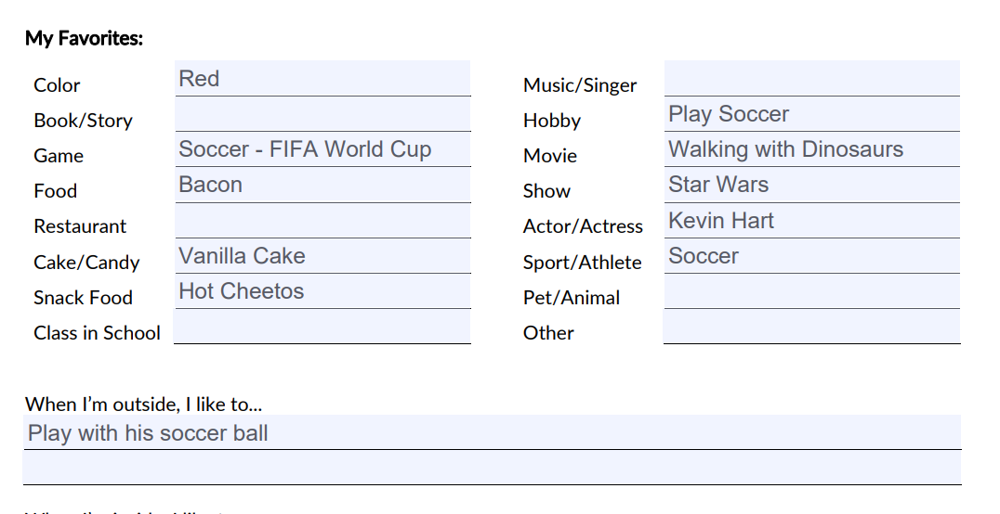 My Favorites:
Color Red
Book/Story
Game Soccer - FIFA World Cup
Food Bacon
Restaurant
Cake/Candy Vanilla Cake
Snack Food Hot Cheetos
Class in School
Music/Singer
Hobby Play Soccer
Movie Walking with Dinosaurs
Show Star Wars
Actor/Actress Kevin Hart
Sport/Athlete Soccer
Pet/Animal
Other
When I'm outside, I like to...
Play with his soccer ball